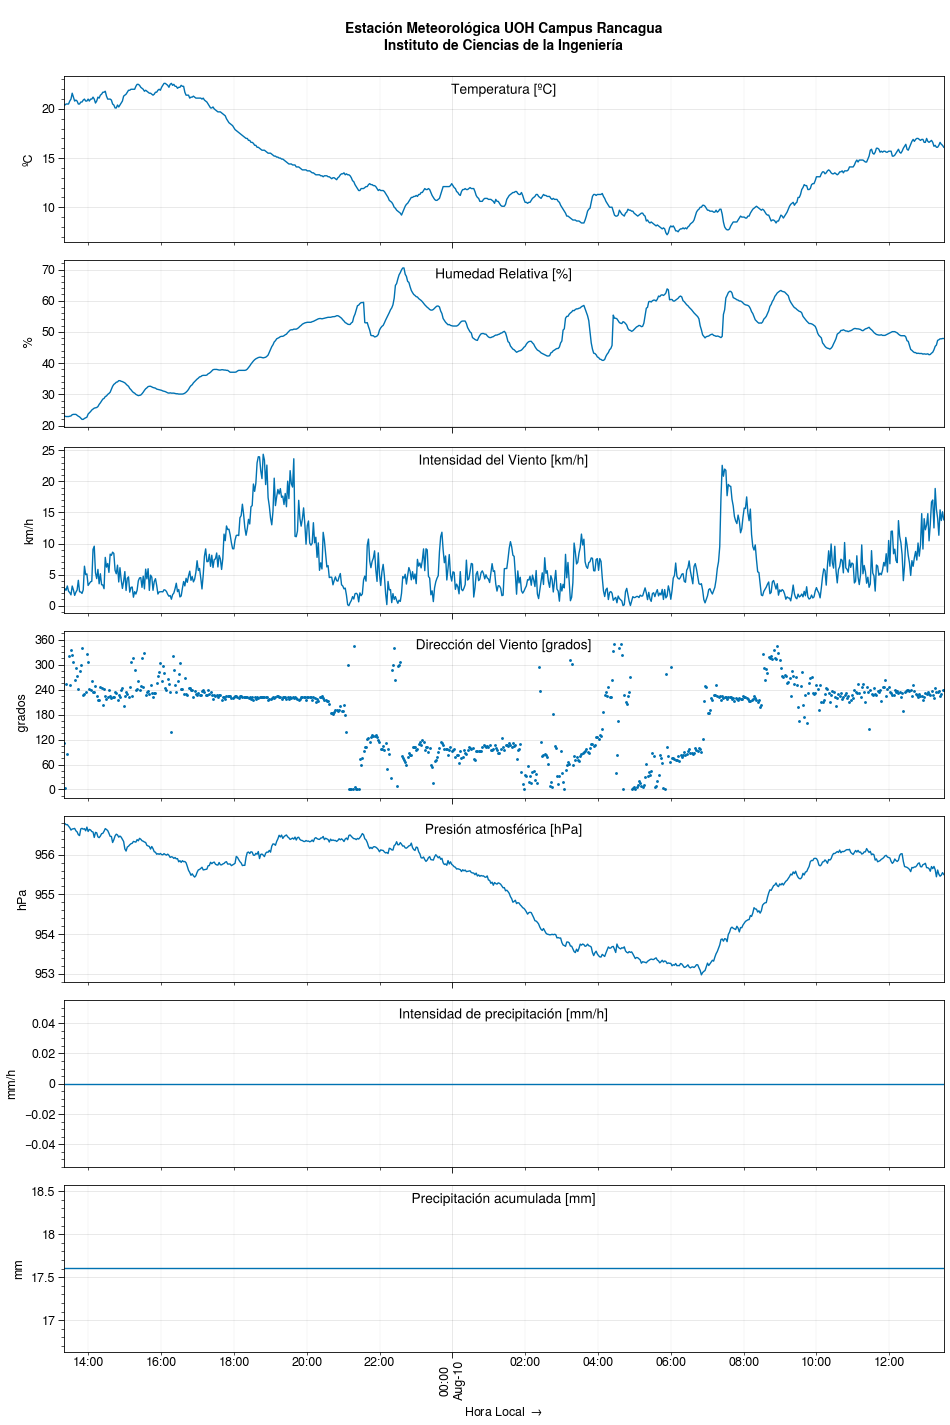 Estación Meteorológica UOH Campus Rancagua
Instituto de Ciencias de la Ingeniería
Temperatura [ºC]
ºC
20
15
10
Humedad Relativa [%]
%
70
60
50
40
30
20
Intensidad del Viento [km/h]
km/h
25
20
15
10
5
0
Dirección del Viento [grados]
grados
360
300
240
180
120
60
0
Presión atmosférica [hPa]
hPa
956
955
954
953
Intensidad de precipitación [mm/h]
mm/h
0.04
0.02
0
−0.02
−0.04
Precipitación acumulada [mm]
mm
18.5
18
17.5
17
14:00 16:00 18:00 20:00 22:00 00:00 02:00 04:00 06:00 08:00 10:00 12:00
Aug-10
Hora Local →